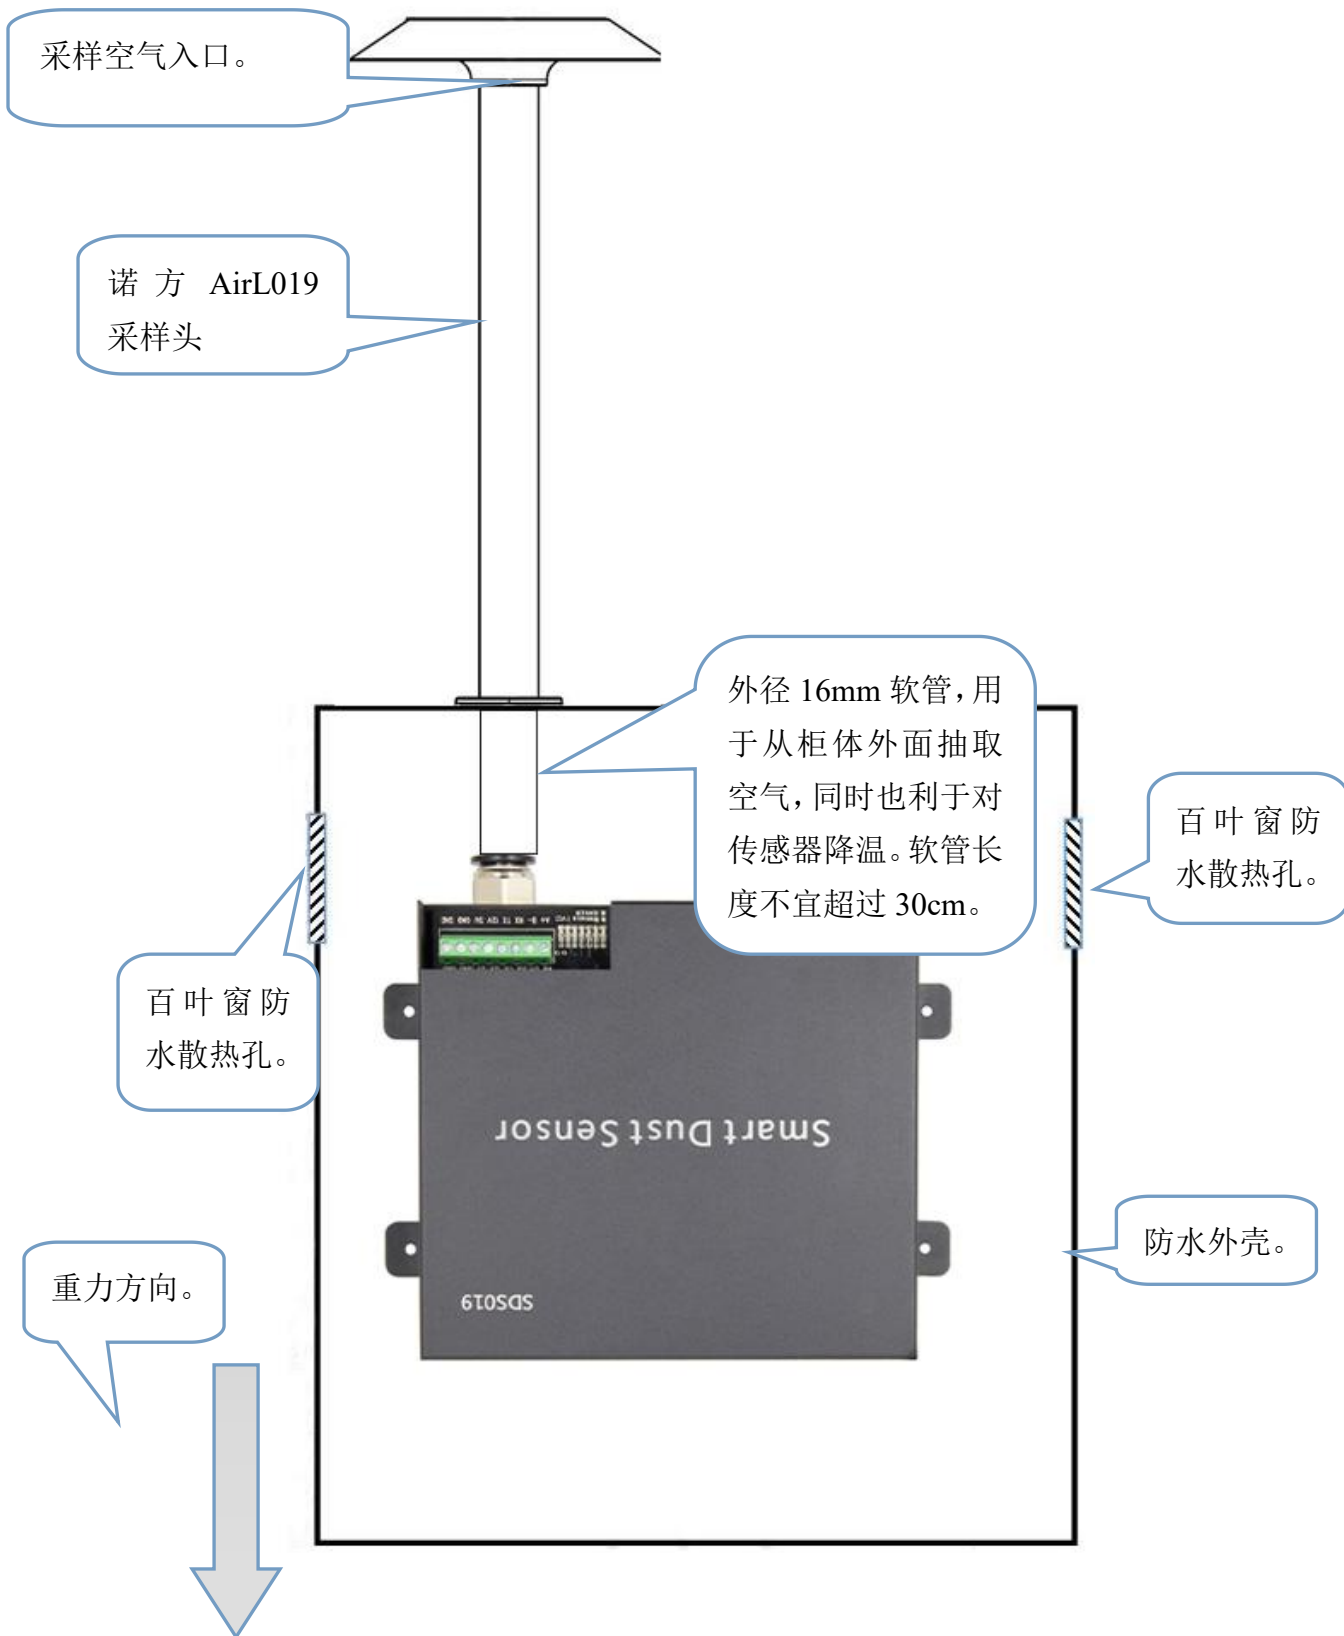 采样空气入口。
诺方 AirL019
采样头
外径 16mm 软管，用
于从柜体外面抽取
空气，同时也利于对
传感器降温。软管长
度不宜超过 30cm。
百叶窗防
水散热孔。
百叶窗防
水散热孔。
Smart Dust Sensor
防水外壳。
重力方向。
SDS019